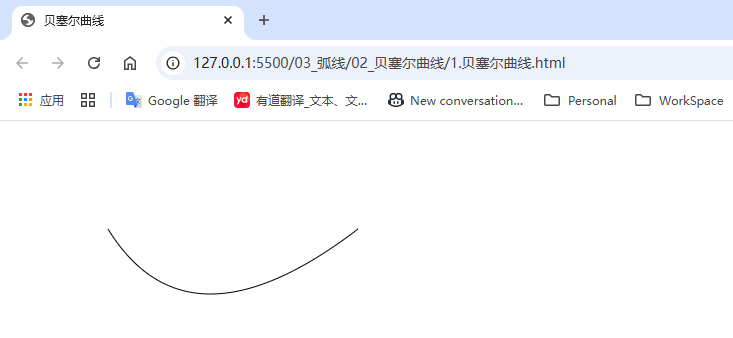 贝塞尔曲线
127.0.0.1:5500/03_弧线/02_贝塞尔曲线/1.贝塞尔曲线.html
应用 Google 翻译 yd 有道翻译_文本、文... New conversation... Personal WorkSpace